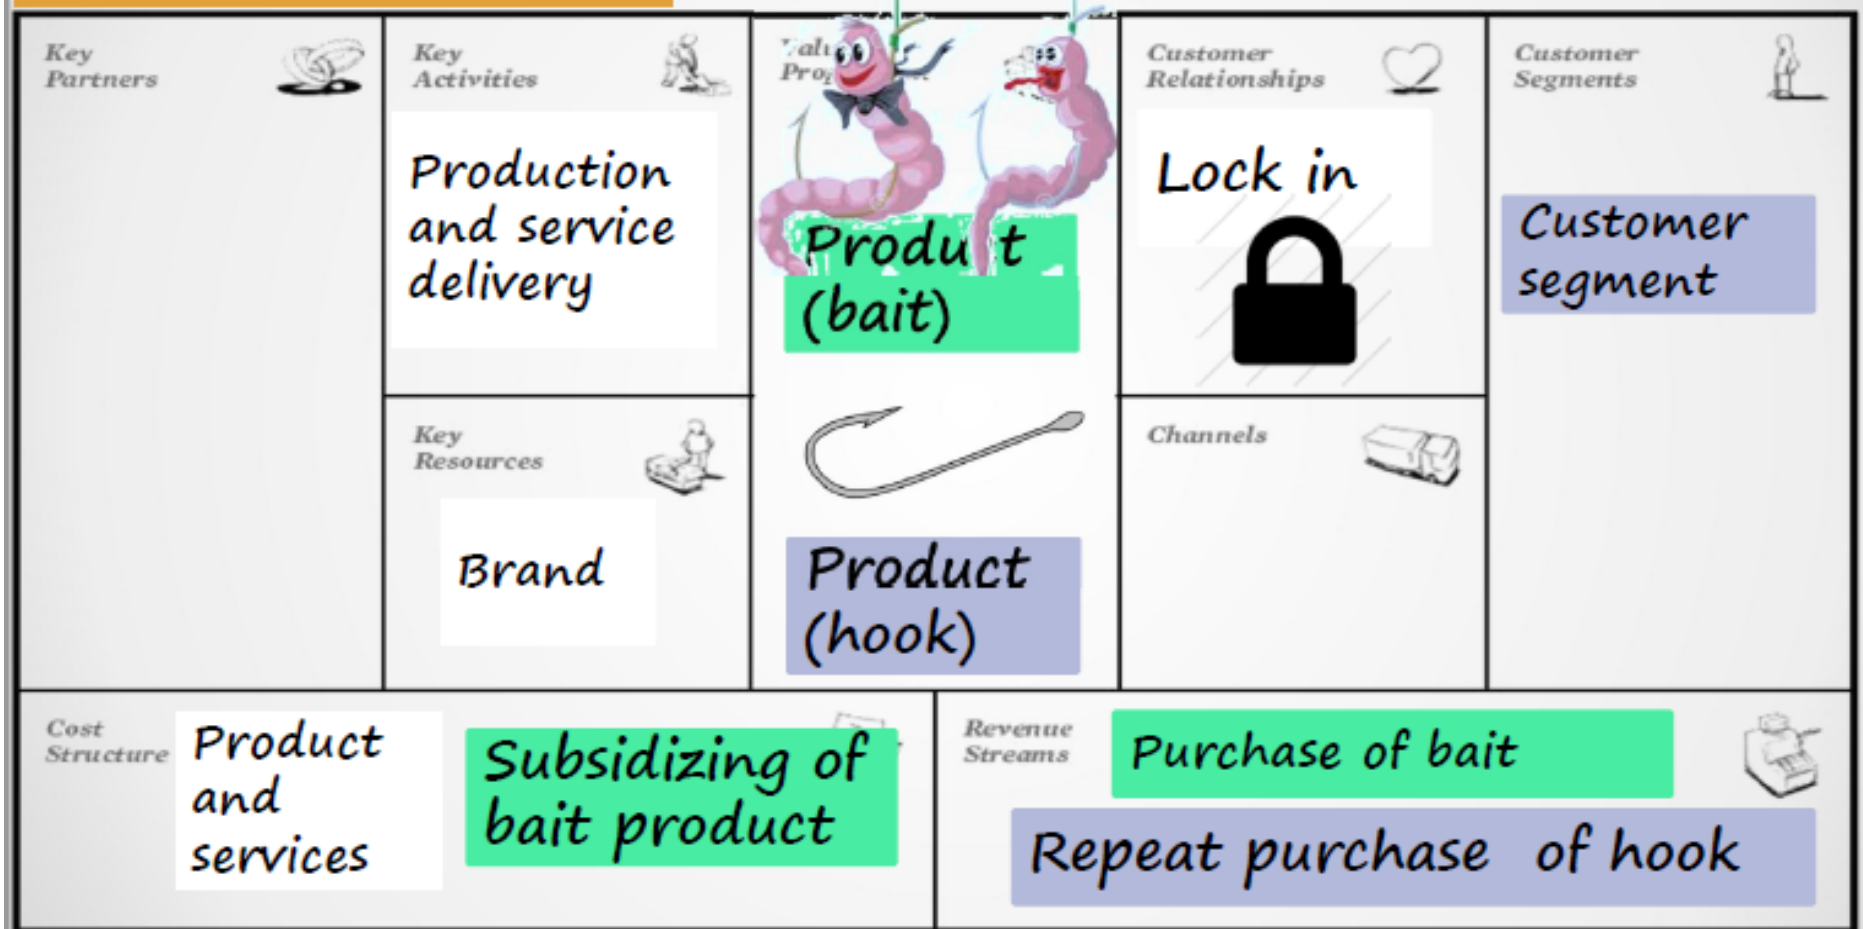 Key
Partners
Key
Activities
Production
and service
delivery
Key
Resources
Brand
Product
(bait)
Product
(hook)
Customer
Relationships
Lock in
Channels
Customer
Segments
Customer
segment
Cost
Structure
Product
and
services
Subsidizing of
bait product
Revenue
Streams
Purchase of bait
Repeat purchase of hook